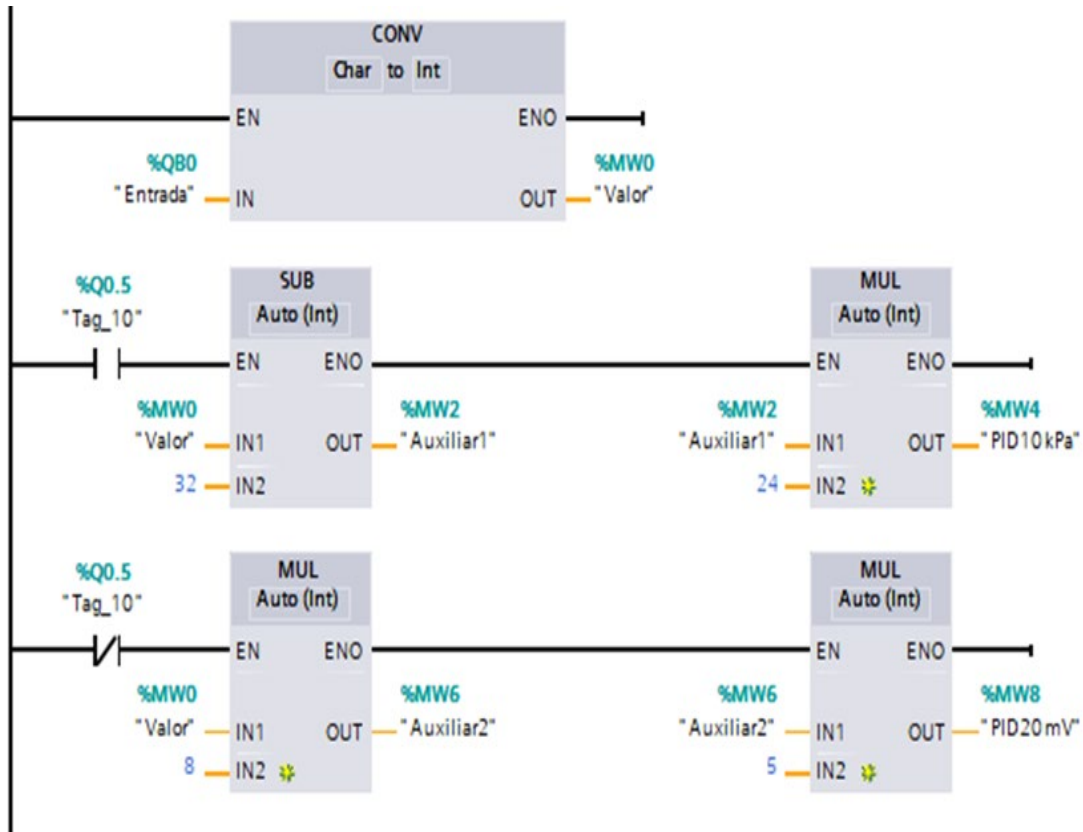 CONV
Char to Int
EN ENO
%QB0 %MW0
"Entrada" IN OUT "Valor"
%Q0.5 SUB MUL
"Tag_10" Auto (Int) Auto (Int)
EN ENO EN ENO
%MW0 %MW2 %MW2 %MW4
"Valor" IN1 OUT "Auxiliar1" "Auxiliar1" IN1 OUT "PID10kPa"
32 IN2 24 IN2
%Q0.5 MUL MUL
"Tag_10" Auto (Int) Auto (Int)
EN ENO EN ENO
%MW0 %MW6 %MW6 %MW8
"Valor" IN1 OUT "Auxiliar2" "Auxiliar2" IN1 OUT "PID20mV"
8 IN2 5 IN2